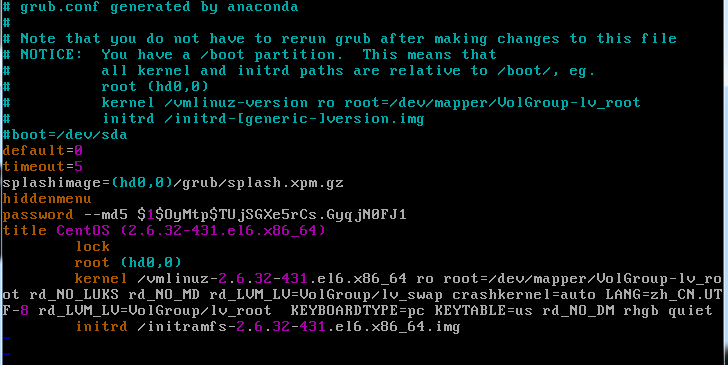 # grub.conf generated by anaconda
#
# Note that you do not have to rerun grub after making changes to this file
# NOTICE:  You have a /boot partition.  This means that
#          all kernel and initrd paths are relative to /boot/, eg.
#          root (hd0,0)
#          kernel /vmlinuz-version ro root=/dev/mapper/VolGroup-lv_root
#          initrd /initrd-[generic-]version.img
#boot=/dev/sda
default=0
timeout=5
splashimage=(hd0,0)/grub/splash.xpm.gz
hiddenmenu
password --md5 $1$OyMtp$TUjSGXe5rCs.GyqjN0FJ1
title CentOS (2.6.32-431.el6.x86_64)
        lock
        root (hd0,0)
        kernel /vmlinuz-2.6.32-431.el6.x86_64 ro root=/dev/mapper/VolGroup-lv_ro
ot rd_NO_LUKS rd_NO_MD rd_LVM_LV=VolGroup/lv_swap crashkernel=auto LANG=zh_CN.UT
F-8 rd_LVM_LV=VolGroup/lv_root  KEYBOARDTYPE=pc KEYTABLE=us rd_NO_DM rhgb quiet
        initrd /initramfs-2.6.32-431.el6.x86_64.img
~
~